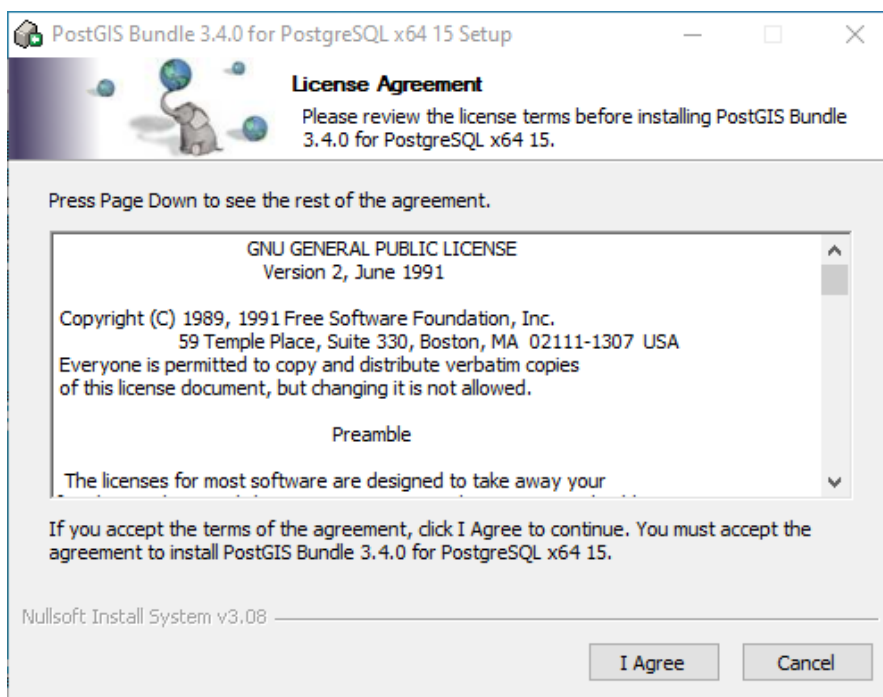 PostGIS Bundle 3.4.0 for PostgreSQL x64 15 Setup
License Agreement
Please review the license terms before installing PostGIS Bundle
3.4.0 for PostgreSQL x64 15.
Press Page Down to see the rest of the agreement.
GNU GENERAL PUBLIC LICENSE
Version 2, June 1991
Copyright (C) 1989, 1991 Free Software Foundation, Inc.
59 Temple Place, Suite 330, Boston, MA  02111-1307  USA
Everyone is permitted to copy and distribute verbatim copies
of this license document, but changing it is not allowed.
Preamble
The licenses for most software are designed to take away your
If you accept the terms of the agreement, click I Agree to continue. You must accept the
agreement to install PostGIS Bundle 3.4.0 for PostgreSQL x64 15.
Nullsoft Install System v3.08
I Agree
Cancel